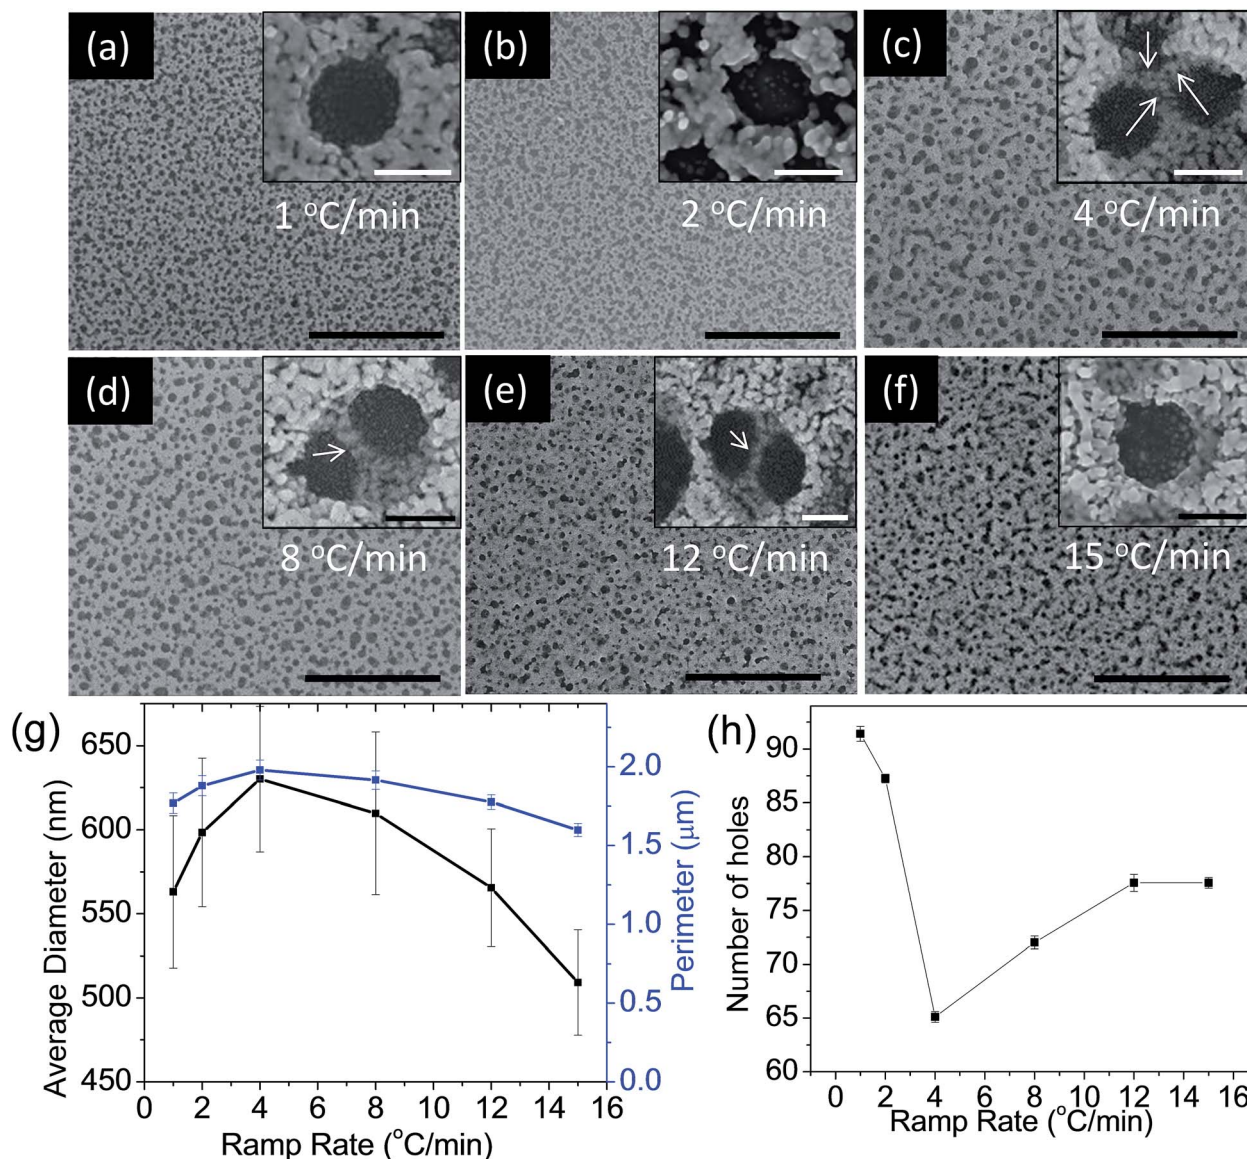 (a)
1 °C/min
(b)
2 °C/min
(c)
4 °C/min
(d)
8 °C/min
(e)
12 °C/min
(f)
15 °C/min
(g)
Average Diameter (nm)
650
600
550
500
450
0 2 4 6 8 10 12 14 16
Ramp Rate (°C/min)
2.0
1.5
1.0
0.5
0.0
Perimeter (μm)
(h)
Number of holes
90
85
80
75
70
65
60
0 2 4 6 8 10 12 14 16
Ramp Rate (°C/min)